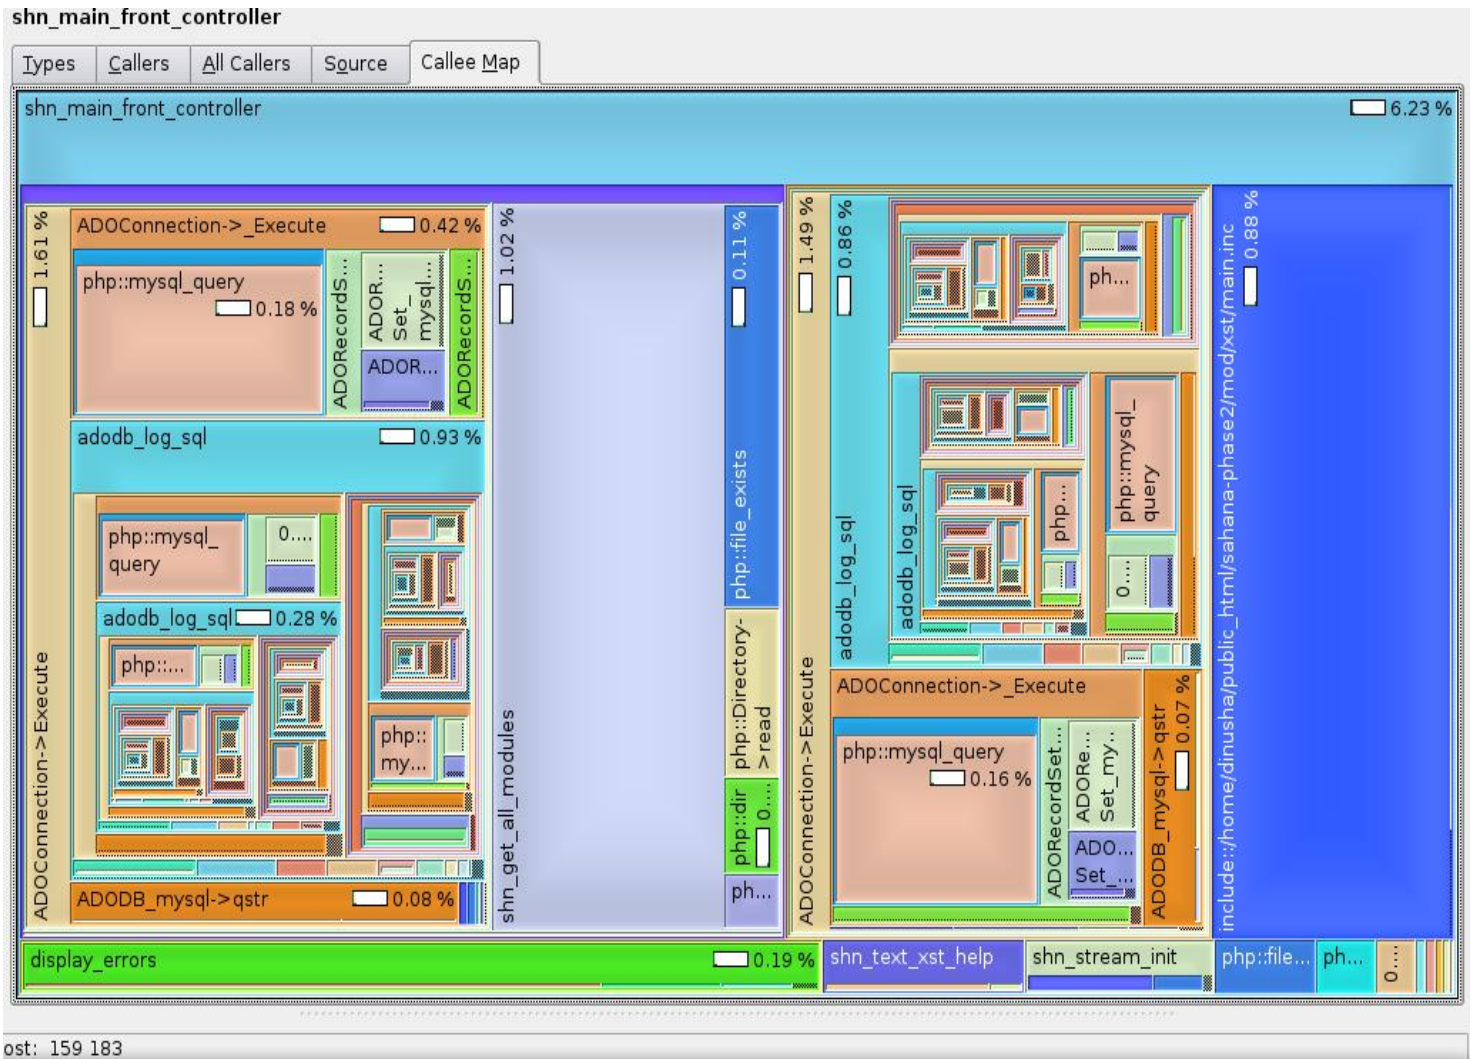 shn_main_front_controller
Types
Callers
All Callers
Source
Callee Map
shn_main_front_controller
6.23 %
ADOConnection->Execute
1.61 %
ADOConnection->_Execute
0.42 %
php::mysql_query
0.18 %
ADORecordS...
ADOR...
Set_
mysql...
ADOR...
ADORecordS...
adodb_log_sql
0.93 %
php::mysql_
query
0....
adodb_log_sql
0.28 %
php::...
php::
my...
ADODB_mysql->qstr
0.08 %
shn_get_all_modules
1.02 %
php::file_exists
0.11 %
php::Directory-
>read
php::dir
0....
ph...
ADOConnection->Execute
1.49 %
adodb_log_sql
0.86 %
ph...
adodb_log_sql
php...
php::mysql_
query
0....
ADOConnection->_Execute
php::mysql_query
0.16 %
ADORecordSet...
ADORe...
Set_my..
ADO...
Set_...
ADODB_mysql->qstr
0.07 %
include::/home/dinusha/public_html/sahana-phase2/mod/xst/main.inc
0.88 %
display_errors
0.19 %
shn_text_xst_help
shn_stream_init
php::file...
ph...
0....
ost: 159 183